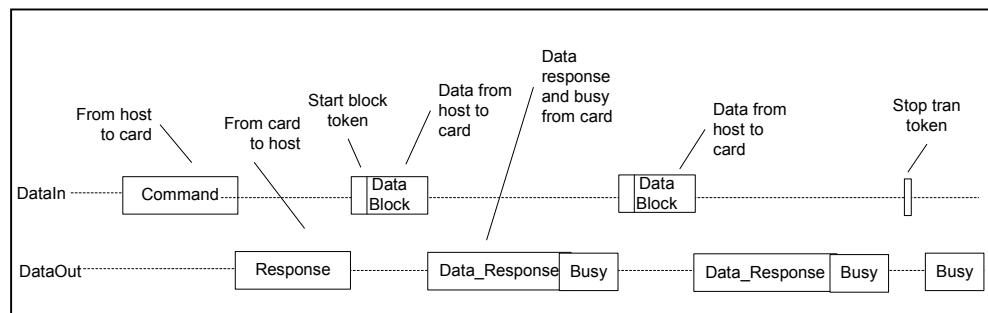 From host
to card
From card
to host
Start block
token
Data from
host to
card
Data
response
and busy
from card
Data from
host to
card
Stop tran
token
DataIn
Command
Data
Block
Data
Block
DataOut
Response
Data_Response
Busy
Data_Response
Busy
Busy